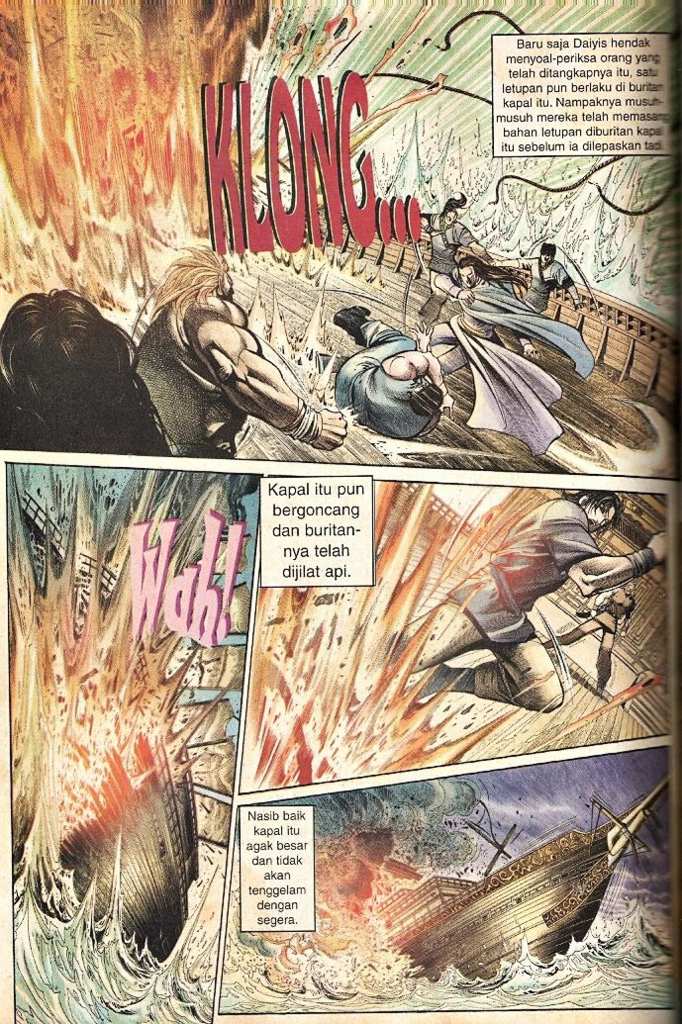 Baru saja Daiyis hendak
menyoal-periksa orang yang
telah ditangkapnya itu, satu
letupan pun berlaku di buritan
kapal itu. Nampaknya musuh-
musuh mereka telah memasang
bahan letupan diburitan kapal
itu sebelum ia dilepaskan tadi.
KLONG....
Kapal itu pun
bergoncang
dan buritan-
nya telah
dijilat api.
Wah!
Nasib baik
kapal itu
agak besar
dan tidak
akan
tenggelam
dengan
segera.